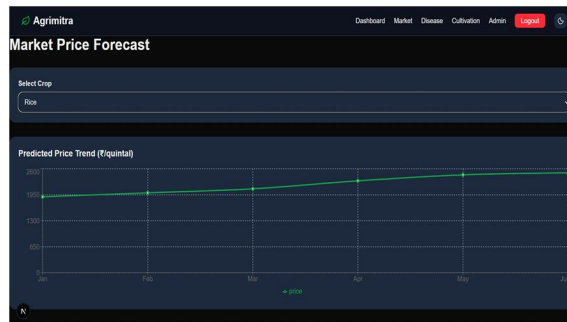 Agrimitra
Dashboard Market Disease Cultivation Admin Logout
Market Price Forecast
Select Crop
Rice
Predicted Price Trend (₹/quintal)
2600
1950
1300
650
0
Jan Feb Mar Apr May
price
N